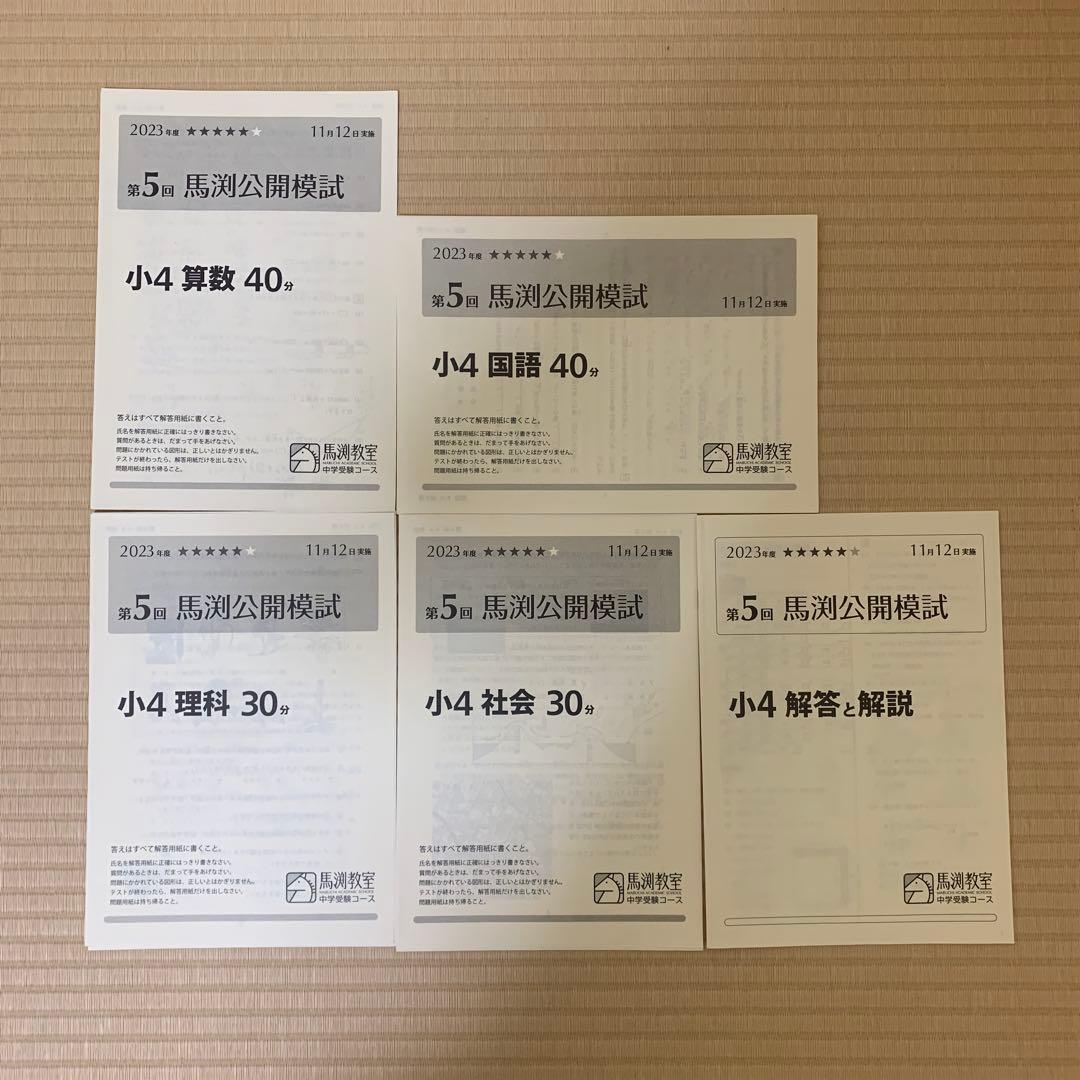 2023年度 ★★★★★★ 11月12日実施
第5回 馬渕公開模試
小4 算数 40分
答えはすべて解答用紙に書くこと。
氏名を解答用紙に正確にはっきり書きなさい。
質問があるときは、だまって手をあげなさい。
問題にかかれている図形は、正しいとはかぎりません。
テストが終わったら、解答用紙だけを出しなさい。
問題用紙は持ち帰ること。
馬渕教室
MABUCHI ACADEMIC SCHOOL
中学受験コース
2023年度 ★★★★★★
第5回 馬渕公開模試 11月12日実施
小4 国語 40分
答えはすべて解答用紙に書くこと。
氏名を解答用紙に正確にはっきり書きなさい。
質問があるときは、だまって手をあげなさい。
問題にかかれている図形は、正しいとはかぎりません。
テストが終わったら、解答用紙だけを出しなさい。
問題用紙は持ち帰ること。
馬渕教室
MABUCHI ACADEMIC SCHOOL
中学受験コース
2023年度 ★★★★★★ 11月12日実施
第5回 馬渕公開模試
小4 理科 30分
答えはすべて解答用紙に書くこと。
氏名を解答用紙に正確にはっきり書きなさい。
質問があるときは、だまって手をあげなさい。
問題にかかれている図形は、正しいとはかぎりません。
テストが終わったら、解答用紙だけを出しなさい。
問題用紙は持ち帰ること。
馬渕教室
MABUCHI ACADEMIC SCHOOL
中学受験コース
2023年度 ★★★★★★ 11月12日実施
第5回 馬渕公開模試
小4 社会 30分
答えはすべて解答用紙に書くこと。
氏名を解答用紙に正確にはっきり書きなさい。
質問があるときは、だまって手をあげなさい。
問題にかかれている図形は、正しいとはかぎりません。
テストが終わったら、解答用紙だけを出しなさい。
問題用紙は持ち帰ること。
馬渕教室
MABUCHI ACADEMIC SCHOOL
中学受験コース
2023年度 ★★★★★★ 11月12日実施
第5回 馬渕公開模試
小4 解答と解説
馬渕教室
MABUCHI ACADEMIC SCHOOL
中学受験コース